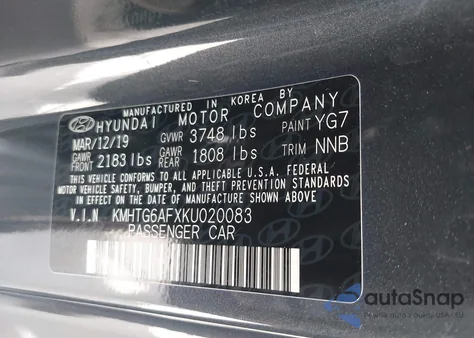 MANUFACTURED IN KOREA BY
HYUNDAI MOTOR COMPANY
MAR/12/19 GVWR 3748 lbs PAINT YG7
GAWR FRONT 2183 lbs GAWR REAR 1808 lbs TRIM NNB
THIS VEHICLE CONFORMS TO ALL APPLICABLE U.S.A. FEDERAL
MOTOR VEHICLE SAFETY, BUMPER, AND THEFT PREVENTION STANDARDS
IN EFFECT ON THE DATE OF MANUFACTURE SHOWN ABOVE
V.I.N KMHTG6AFXKU020083
PASSENGER CAR
autoSnap